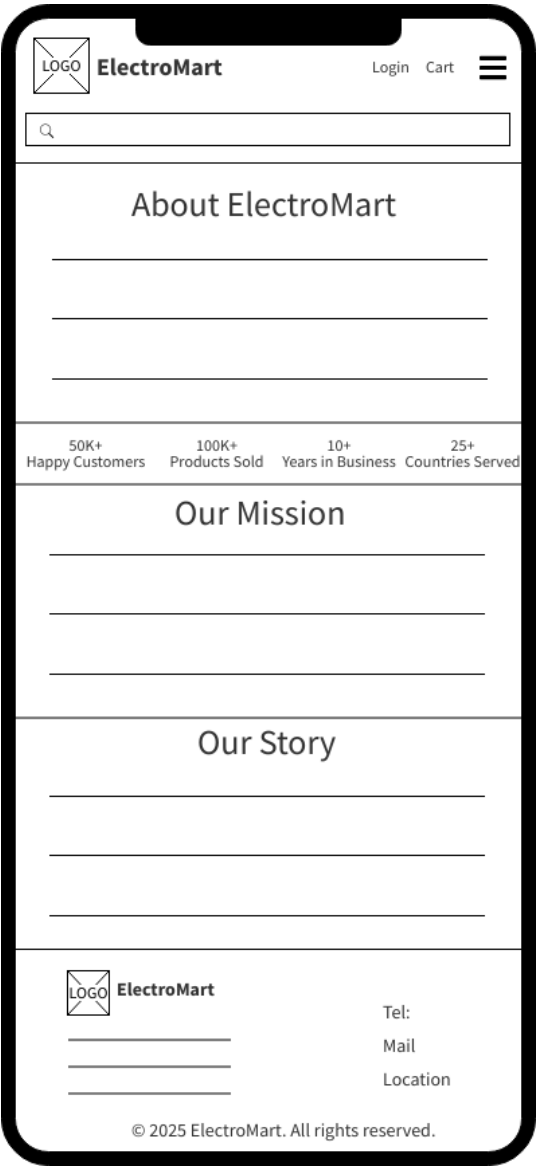 LOGO ElectroMart Login Cart
About ElectroMart
50K+ 100K+ 10+ 25+
Happy Customers Products Sold Years in Business Countries Served
Our Mission
Our Story
LOGO ElectroMart
Tel:
Mail
Location
© 2025 ElectroMart. All rights reserved.